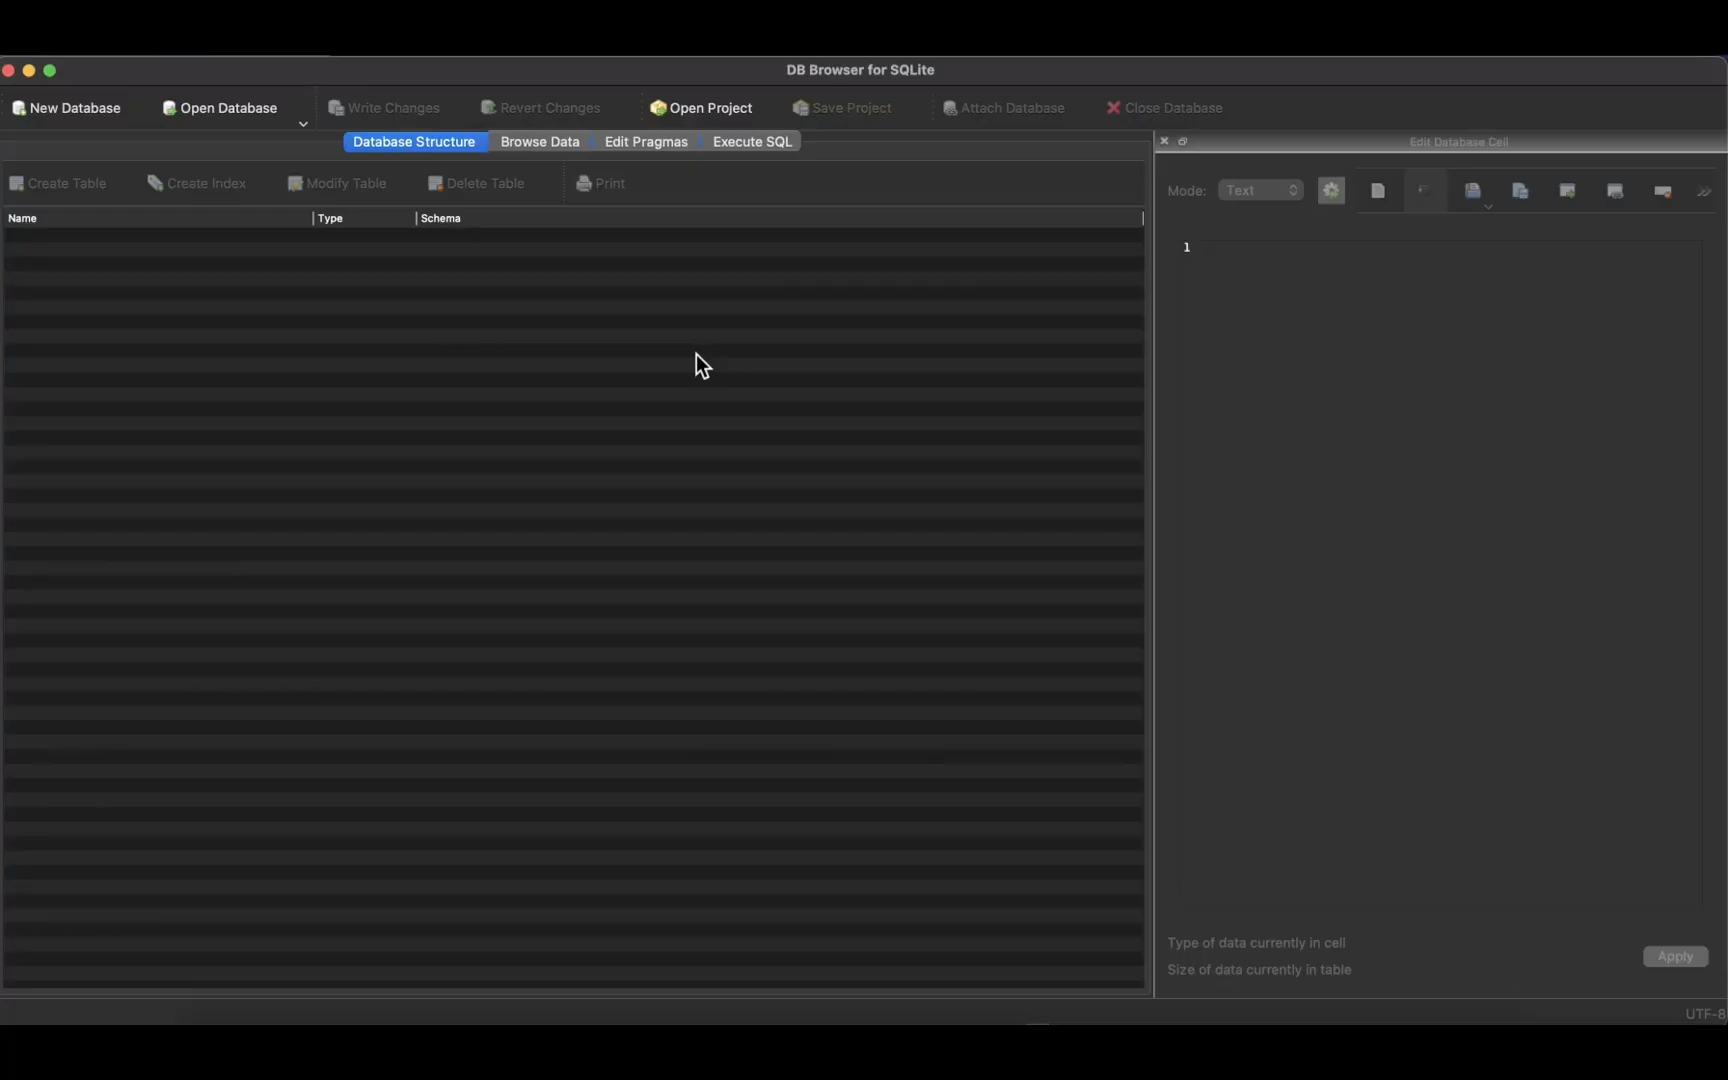 DB Browser for SQLite
New Database Open Database Write Changes Revert Changes Open Project Save Project Attach Database Close Database
Database Structure Browse Data Edit Pragmas Execute SQL
Edit Database Cell
Create Table Create Index Modify Table Delete Table Print
Mode: Text
Name Type Schema
1
Type of data currently in cell
Size of data currently in table
Apply
UTF-8